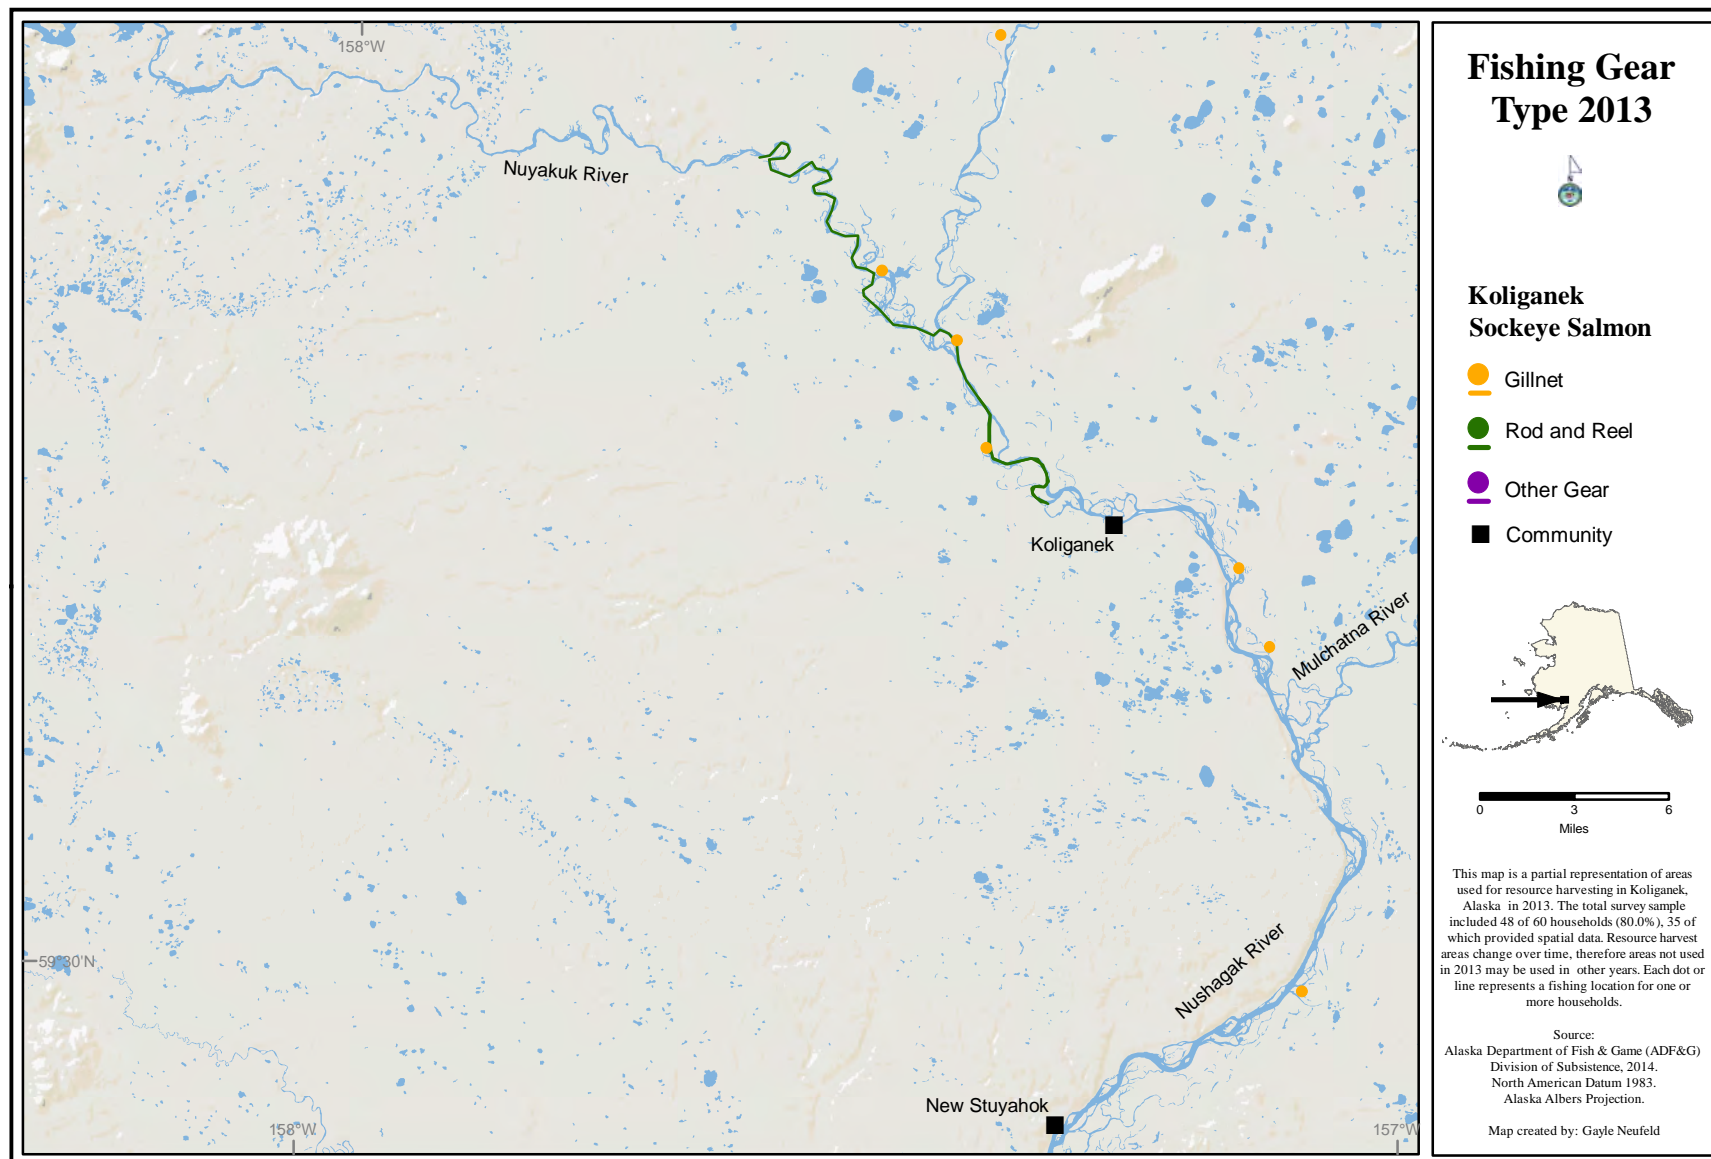 158°W
Nuyakuk River
Koliganek
Mulchatna River
59°30'N
Nushagak River
New Stuyahok
158°W
157°W
Fishing Gear
Type 2013
Koliganek
Sockeye Salmon
Gillnet
Rod and Reel
Other Gear
Community
0 3 6
Miles
This map is a partial representation of areas
used for resource harvesting in Koliganek,
Alaska in 2013. The total survey sample
included 48 of 60 households (80.0%), 35 of
which provided spatial data. Resource harvest
areas change over time, therefore areas not used
in 2013 may be used in other years. Each dot or
line represents a fishing location for one or
more households.
Source:
Alaska Department of Fish & Game (ADF&G)
Division of Subsistence, 2014.
North American Datum 1983.
Alaska Albers Projection.
Map created by: Gayle Neufeld